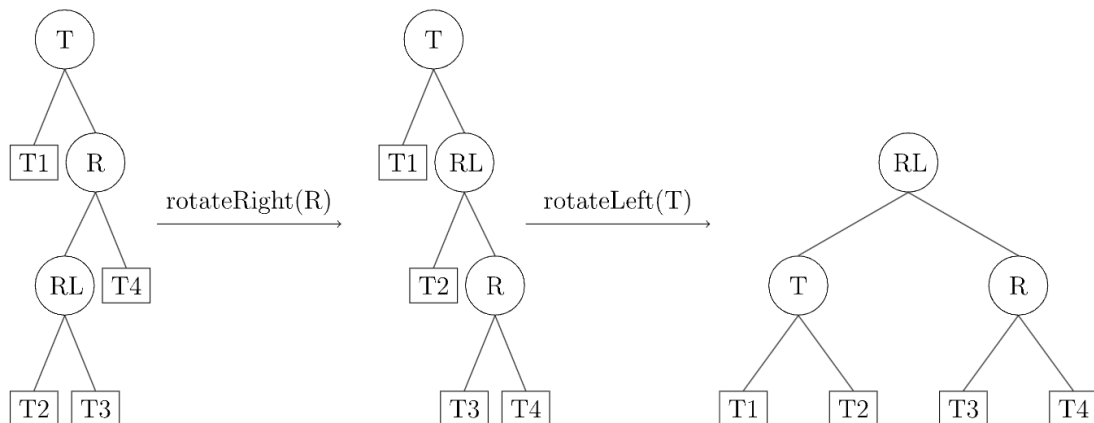 T
T
T1
R
T1
RL
RL
rotateRight(R)
rotateLeft(T)
RL
T4
T2
R
T
R
T2
T3
T3
T4
T1
T2
T3
T4